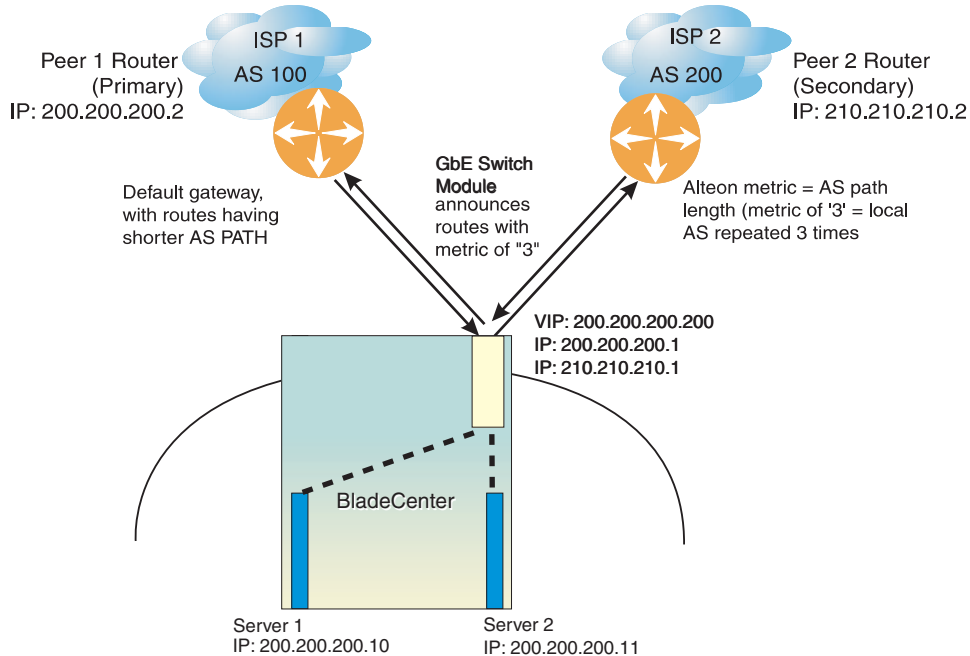 ISP 1
AS 100
Peer 1 Router
(Primary)
IP: 200.200.200.2
ISP 2
AS 200
Peer 2 Router
(Secondary)
IP: 210.210.210.2
Default gateway,
with routes having
shorter AS PATH
GbE Switch
Module
announces
routes with
metric of "3"
Alteon metric = AS path
length (metric of '3' = local
AS repeated 3 times
VIP: 200.200.200.200
IP: 200.200.200.1
IP: 210.210.210.1
BladeCenter
Server 1
IP: 200.200.200.10
Server 2
IP: 200.200.200.11